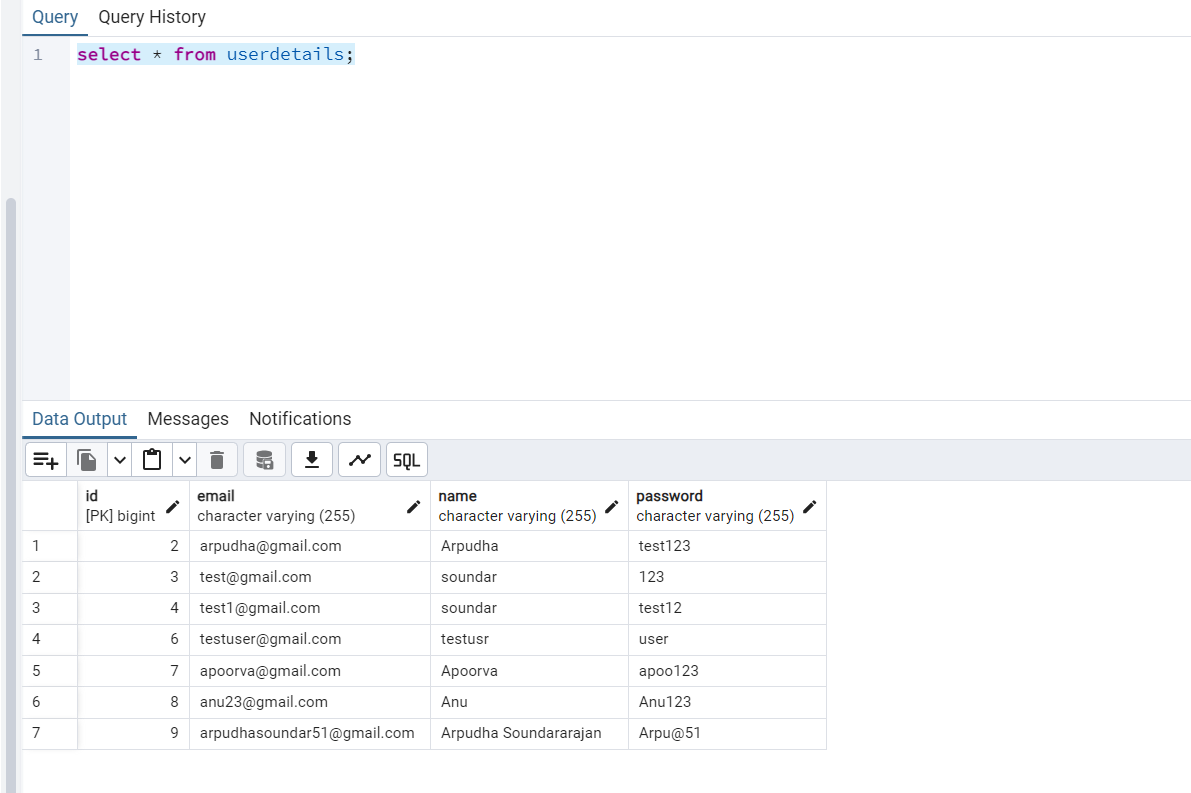 Query Query History
1 select * from userdetails;
Data Output Messages Notifications
SQL
id email name password
[PK] bigint character varying (255) character varying (255) character varying (255)
1 2 arpudha@gmail.com Arpudha test123
2 3 test@gmail.com soundar 123
3 4 test1@gmail.com soundar test12
4 6 testuser@gmail.com testusr user
5 7 apoorva@gmail.com Apoorva apoo123
6 8 anu23@gmail.com Anu Anu123
7 9 arpudhasoundar51@gmail.com Arpudha Soundararajan Arpu@51